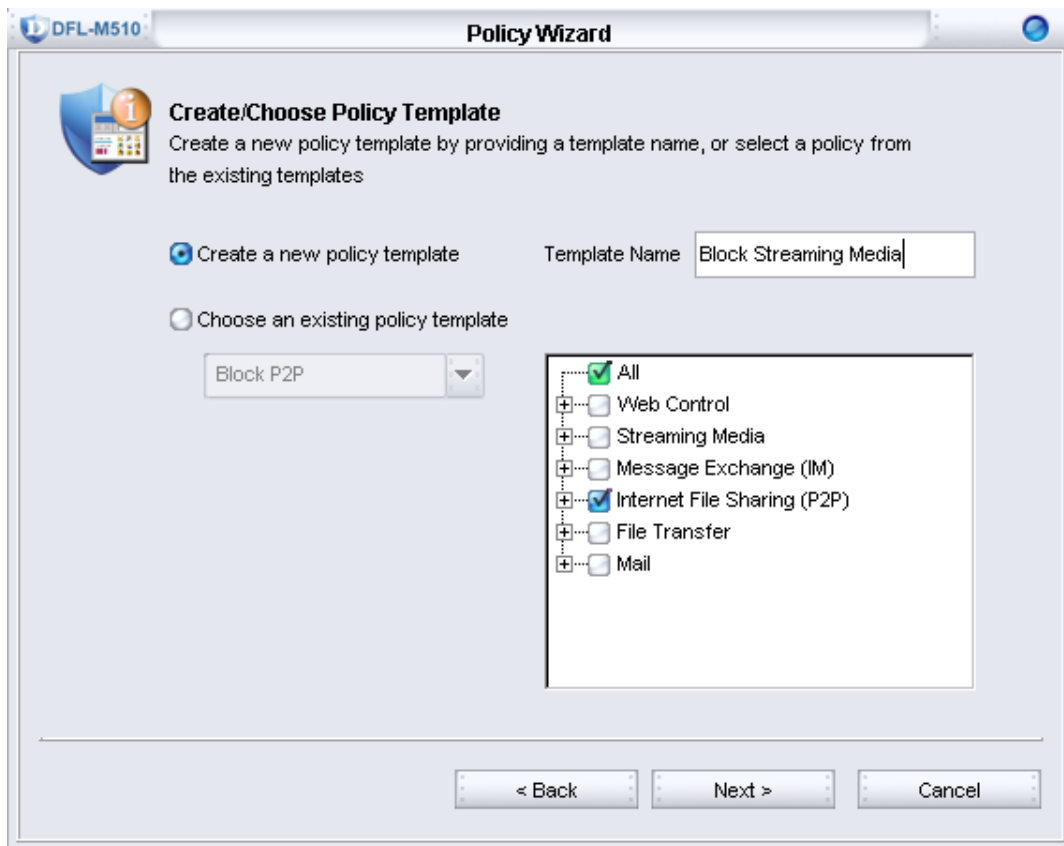 DFL-M510
Policy Wizard
Create/Choose Policy Template
Create a new policy template by providing a template name, or select a policy from
the existing templates
Create a new policy template
Template Name
Block Streaming Media
Choose an existing policy template
Block P2P
All
Web Control
Streaming Media
Message Exchange (IM)
Internet File Sharing (P2P)
File Transfer
Mail
< Back
Next >
Cancel